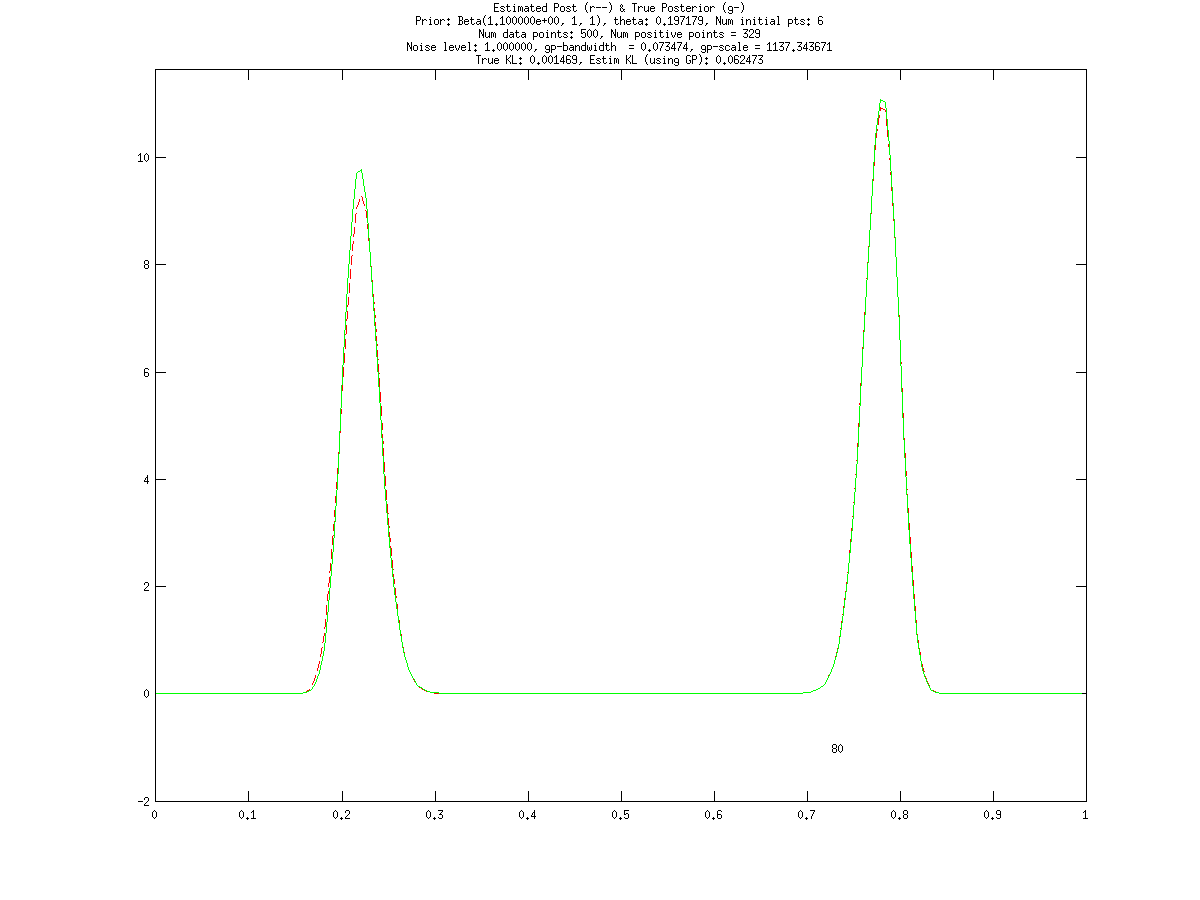 Estimated Post (r--) & True Posterior (g-)
Prior: Beta(1.100000e+00, 1, 1), theta: 0.197179, Num initial pts: 6
Num data points: 500, Num positive points = 329
Noise level: 1.000000, gp-bandwidth  = 0.073474, gp-scale = 1137.343671
True KL: 0.001469, Estim KL (using GP): 0.062473
10
8
6
4
2
0
80
-2
0 0.1 0.2 0.3 0.4 0.5 0.6 0.7 0.8 0.9 1